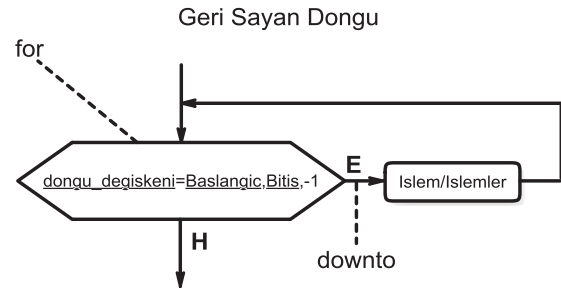 Geri Sayan Dongu
for
dongu_degiskeni=Baslangic,Bitis,-1
E
Islem/Islemler
H
downto